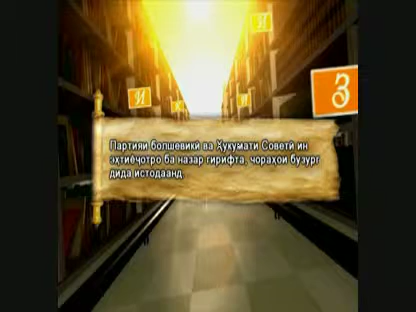 И
З
И
Партияи болшевикӣ ва Ҳукумати Советӣ ин
эҳтиёҷотро ба назар гирифта, чораҳои бузург
дида истодаанд